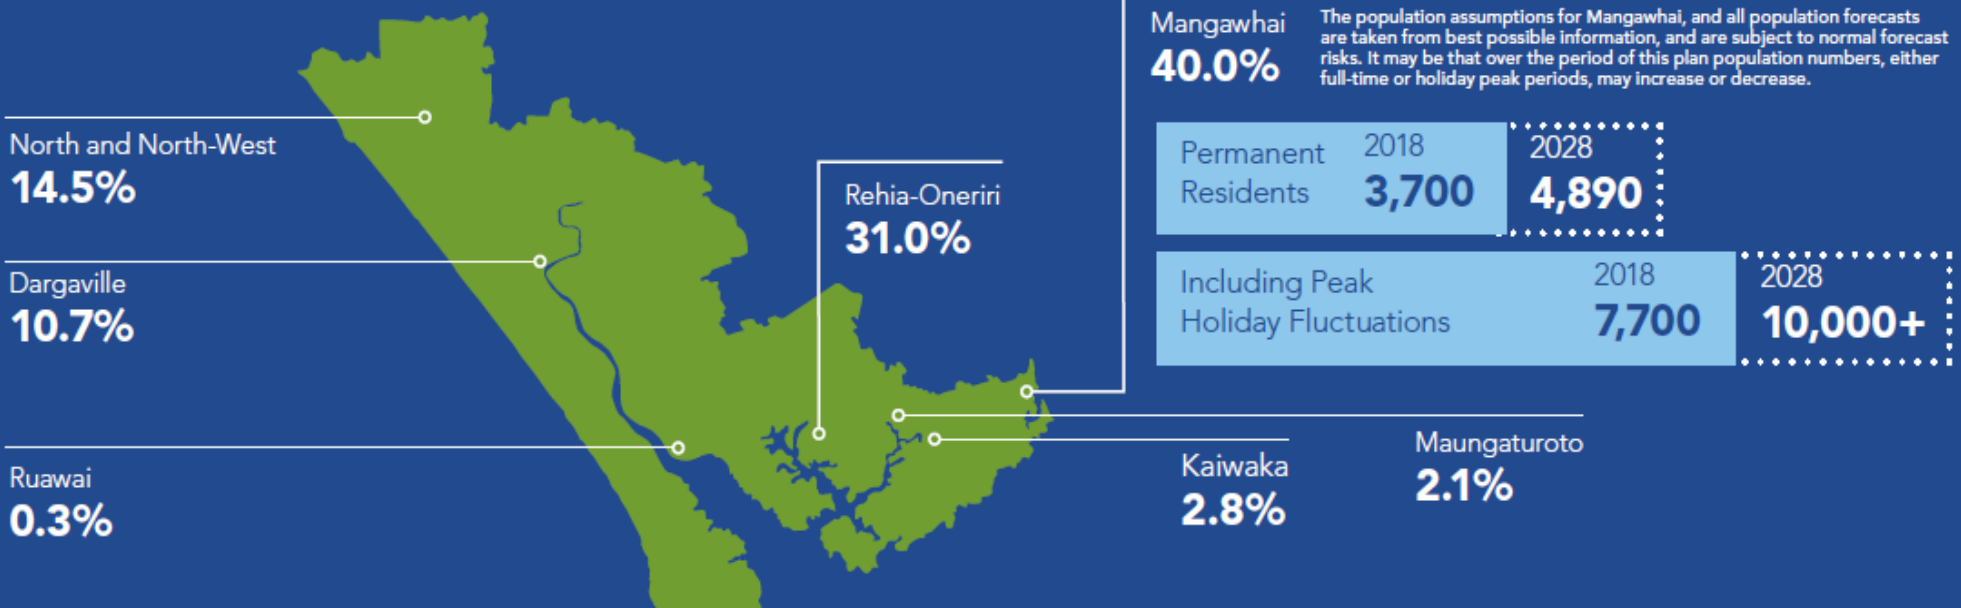 Mangawhai
40.0%
The population assumptions for Mangawhai, and all population forecasts
are taken from best possible information, and are subject to normal forecast
risks. It may be that over the period of this plan population numbers, either
full-time or holiday peak periods, may increase or decrease.
North and North-West
14.5%
Permanent
Residents
2018
3,700
2028
4,890
Rehia-Oneriri
31.0%
Dargaville
10.7%
Including Peak
Holiday Fluctuations
2018
7,700
2028
10,000+
Ruawai
0.3%
Kaiwaka
2.8%
Maungaturoto
2.1%